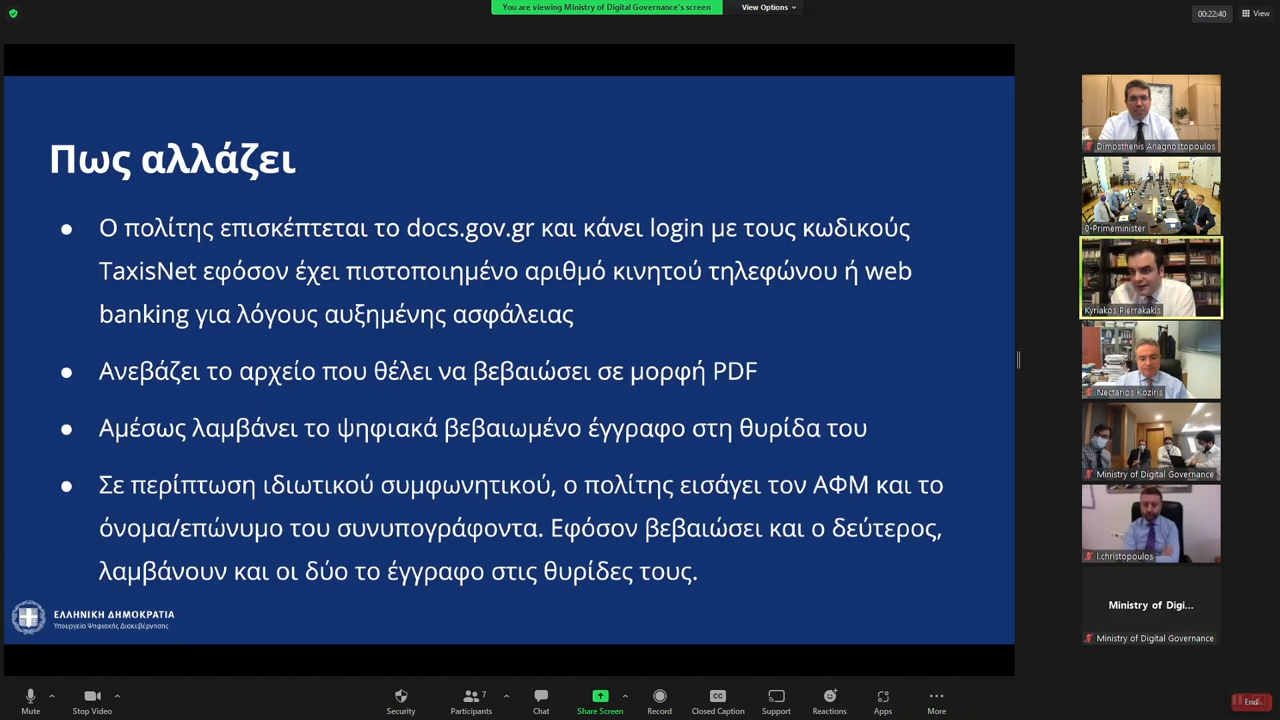 You are viewing Ministry of Digital Governance's screen
View Options
00:22:40
View
Πως αλλάζει
Ο πολίτης επισκέπτεται το docs.gov.gr και κάνει login με τους κωδικούς
TaxisNet εφόσον έχει πιστοποιημένο αριθμό κινητού τηλεφώνου ή web
banking για λόγους αυξημένης ασφάλειας
Ανεβάζει το αρχείο που θέλει να βεβαιώσει σε μορφή PDF
Αμέσως λαμβάνει το ψηφιακά βεβαιωμένο έγγραφο στη θυρίδα του
Σε περίπτωση ιδιωτικού συμφωνητικού, ο πολίτης εισάγει τον ΑΦΜ και το
όνομα/επώνυμο του συνυπογράφοντα. Εφόσον βεβαιώσει και ο δεύτερος,
λαμβάνουν και οι δύο το έγγραφο στις θυρίδες τους.
ΕΛΛΗΝΙΚΗ ΔΗΜΟΚΡΑΤΙΑ
Υπουργείο Ψηφιακής Διακυβέρνησης
Dimosthenis Anagnostopoulos
0-Primeminister
Kyriakos Pierrakakis
Nectarios Koziris
Ministry of Digital Governance
I.christopoulos
Ministry of Digi...
Ministry of Digital Governance
Mute
Stop Video
Security
Participants
7
Chat
Share Screen
Record
CC
Closed Caption
Support
Reactions
Apps
More
End